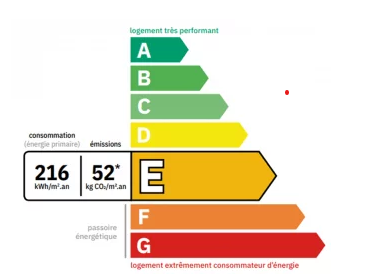 logement très performant
A
B
C
D
consommation
(énergie primaire) émissions
216 52* E
kWh/m².an kg CO₂/m².an
F
passoire
énergétique
G
logement extrêmement consommateur d'énergie